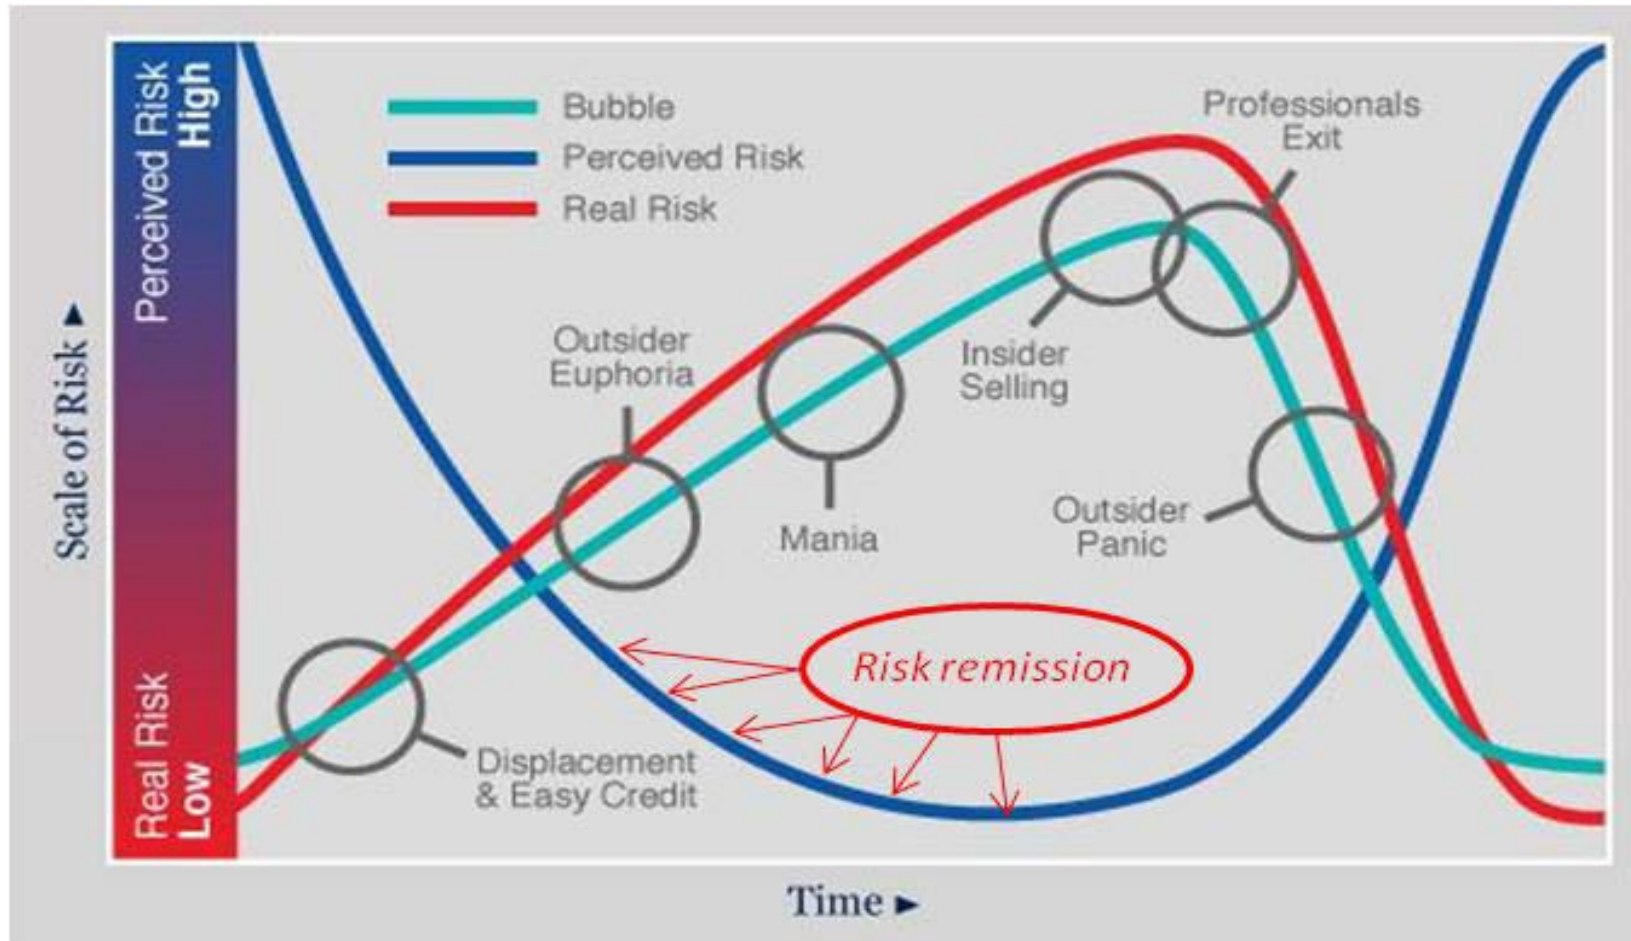 Scale of Risk ►
Perceived Risk
High
Real Risk
Low
Bubble
Perceived Risk
Real Risk
Professionals
Exit
Outsider
Euphoria
Insider
Selling
Mania
Outsider
Panic
Risk remission
Displacement
& Easy Credit
Time ►